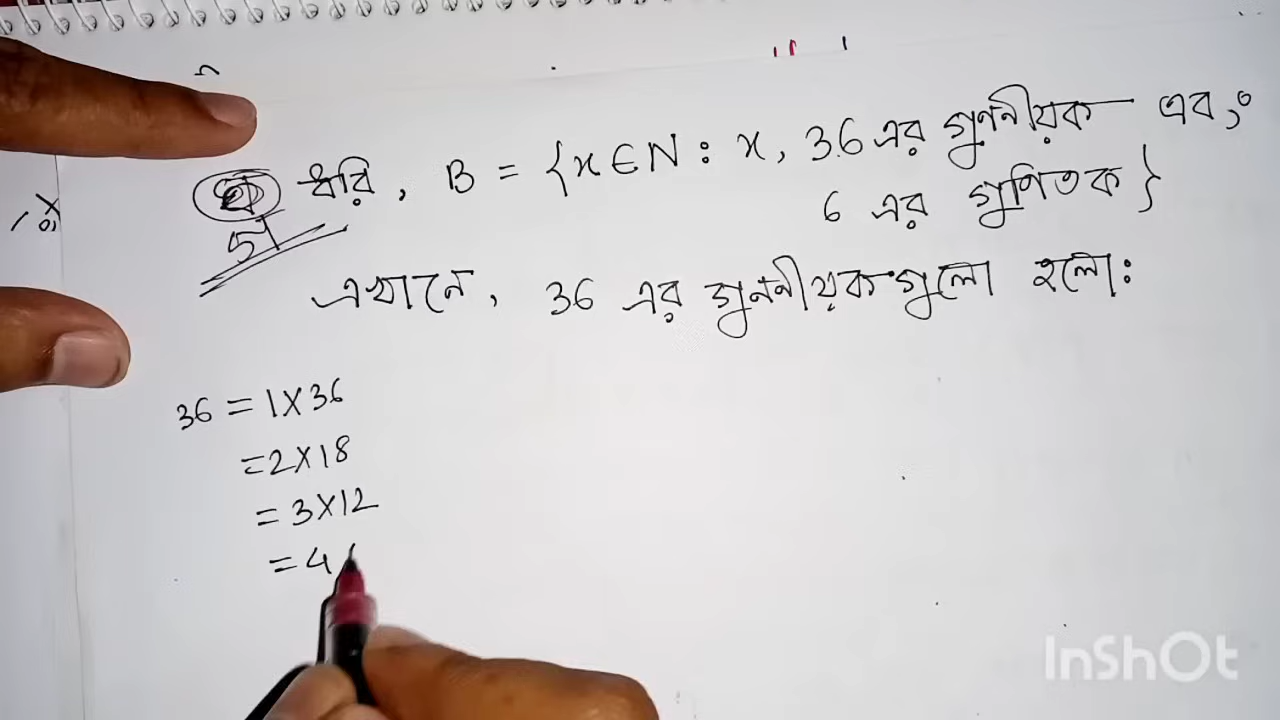 গ ধরি, B = {x∈N : x, 36 এর গুননীয়ক এবং
6 এর গুণিতক}
এখানে, 36 এর গুননীয়কগুলো হলো:
36 = 1×36
=2×18
= 3×12
= 4
InShOt